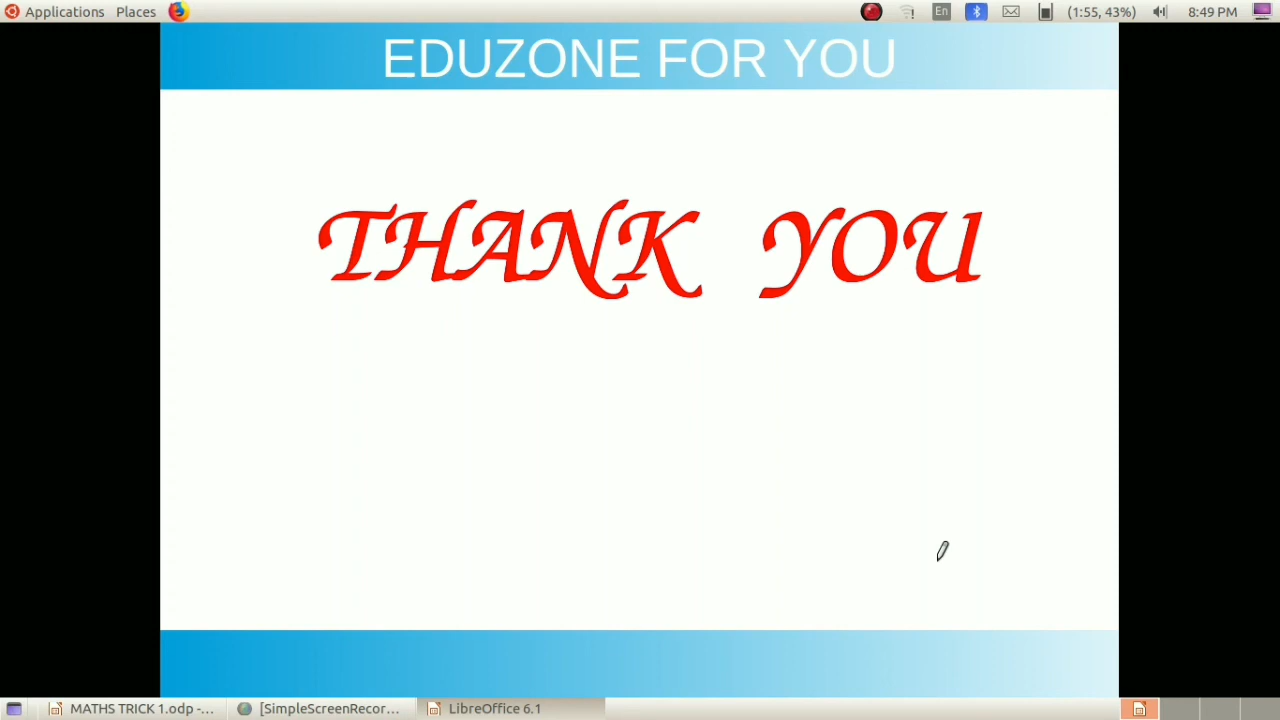 Applications Places En (1:55, 43%) 8:49 PM
EDUZONE FOR YOU
THANK YOU
MATHS TRICK 1.odp -... [SimpleScreenRecor... LibreOffice 6.1